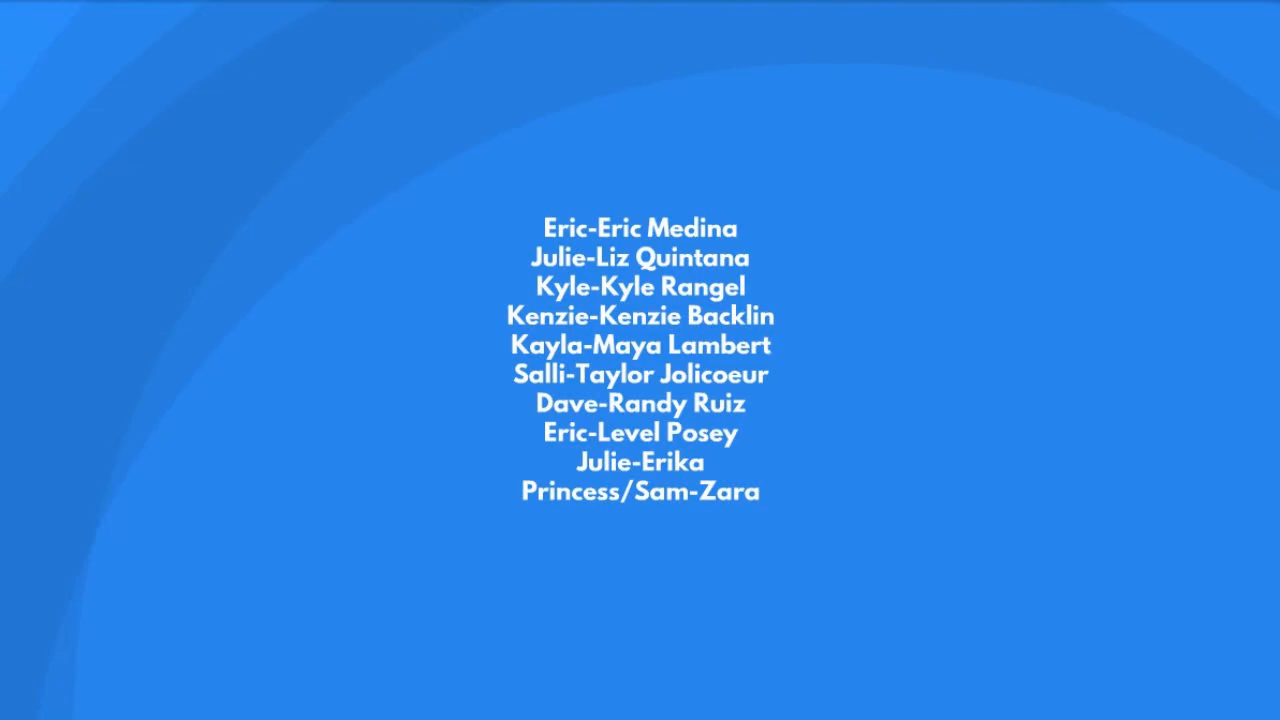 Eric-Eric Medina
Julie-Liz Quintana
Kyle-Kyle Rangel
Kenzie-Kenzie Backlin
Kayla-Maya Lambert
Salli-Taylor Jolicoeur
Dave-Randy Ruiz
Eric-Level Posey
Julie-Erika
Princess/Sam-Zara